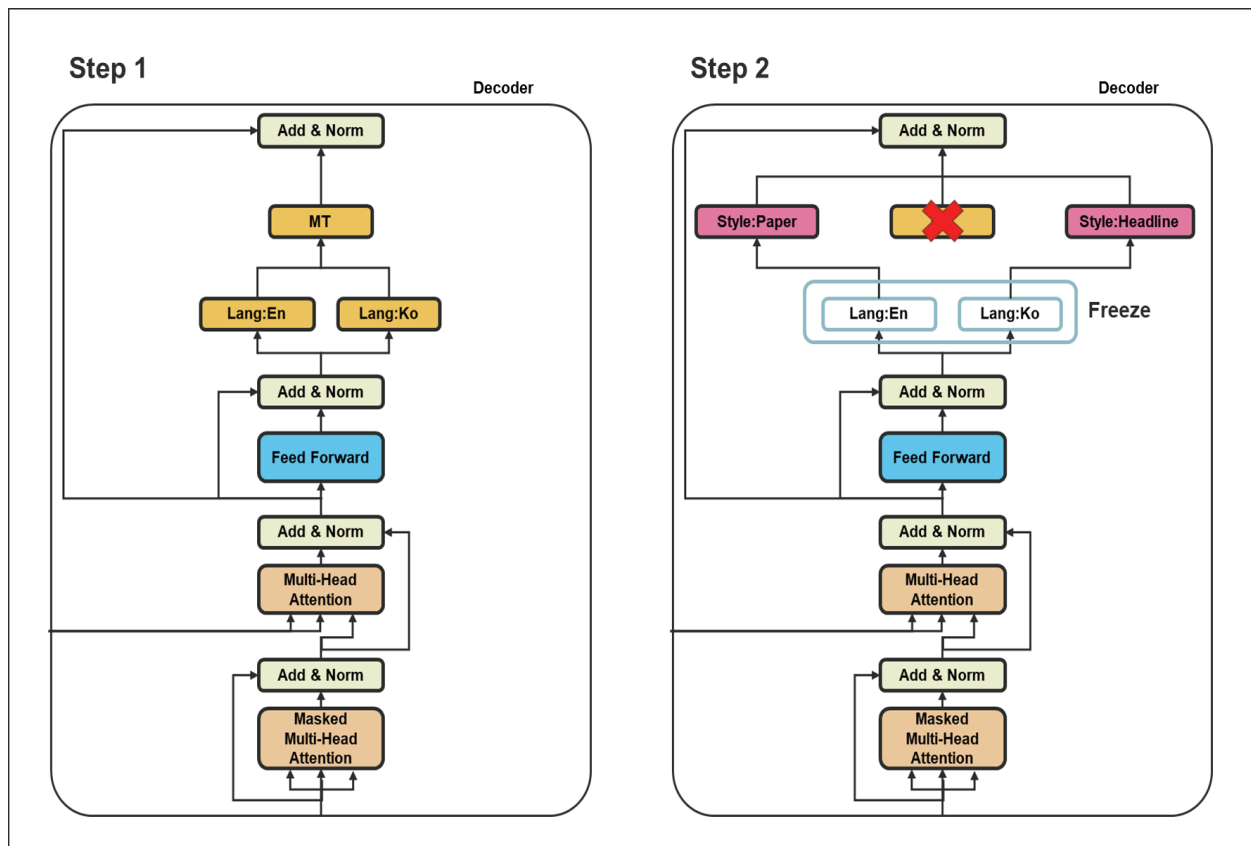 Step 1
Decoder
Add & Norm
MT
Lang:En
Lang:Ko
Add & Norm
Feed Forward
Add & Norm
Multi-Head
Attention
Add & Norm
Masked
Multi-Head
Attention
Step 2
Decoder
Add & Norm
Style:Paper
Style:Headline
Lang:En
Lang:Ko
Freeze
Add & Norm
Feed Forward
Add & Norm
Multi-Head
Attention
Add & Norm
Masked
Multi-Head
Attention